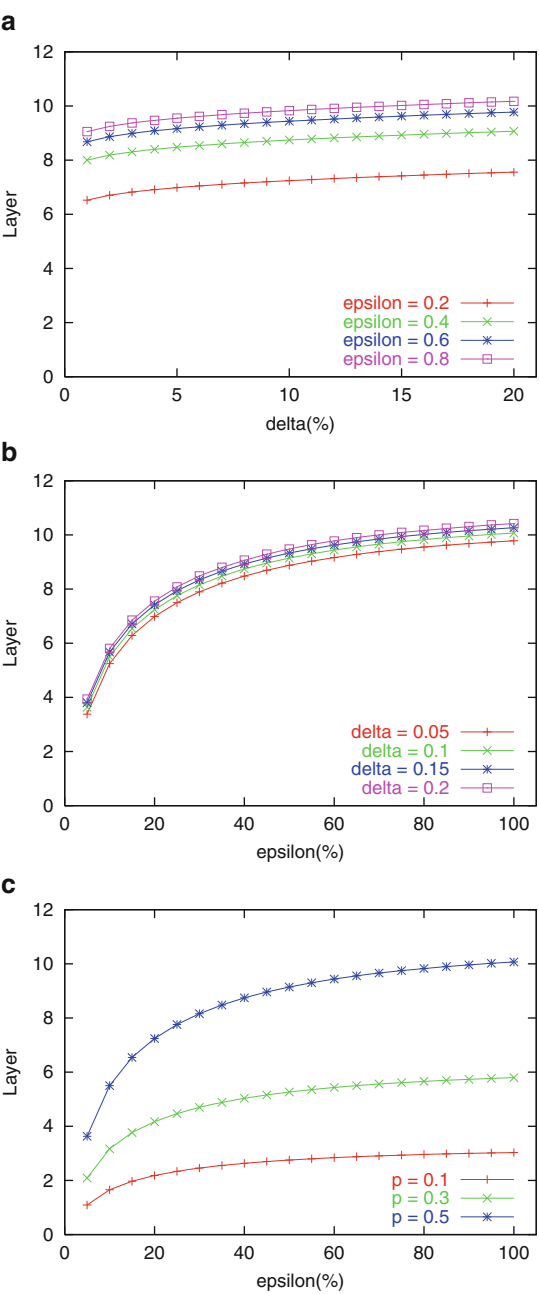 a
12
10
8
6
4
2
0
Layer
epsilon = 0.2
epsilon = 0.4
epsilon = 0.6
epsilon = 0.8
0 5 10 15 20
delta(%)
b
12
10
8
6
4
2
0
Layer
delta = 0.05
delta = 0.1
delta = 0.15
delta = 0.2
0 20 40 60 80 100
epsilon(%)
c
12
10
8
6
4
2
0
Layer
p = 0.1
p = 0.3
p = 0.5
0 20 40 60 80 100
epsilon(%)